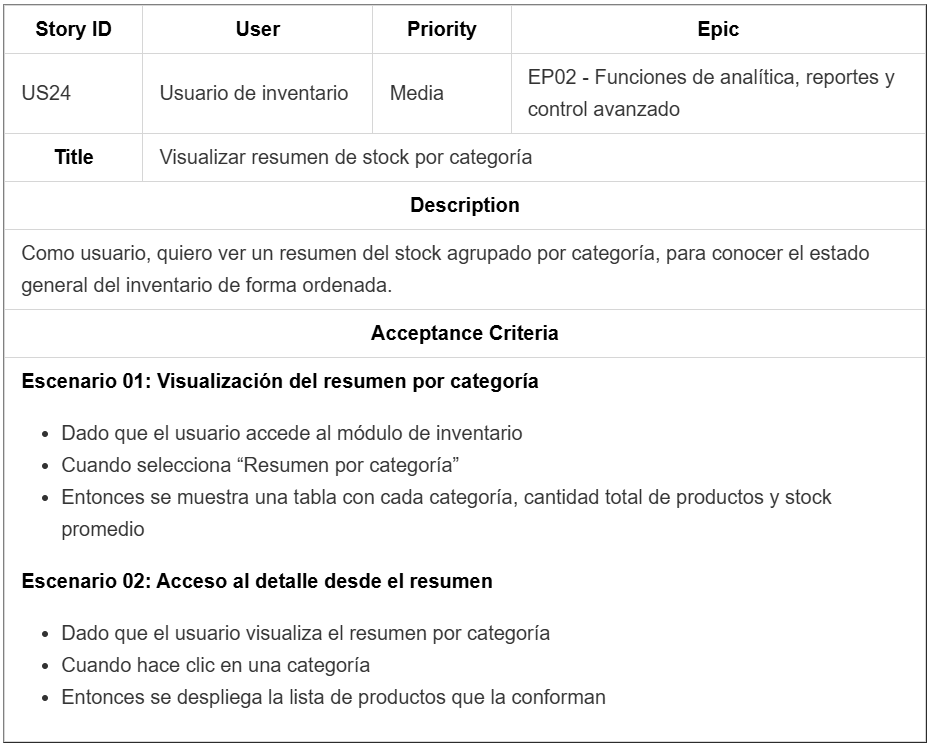 Story ID User Priority Epic
US24 Usuario de inventario Media EP02 - Funciones de analítica, reportes y
control avanzado
Title Visualizar resumen de stock por categoría
Description
Como usuario, quiero ver un resumen del stock agrupado por categoría, para conocer el estado
general del inventario de forma ordenada.
Acceptance Criteria
Escenario 01: Visualización del resumen por categoría
• Dado que el usuario accede al módulo de inventario
• Cuando selecciona “Resumen por categoría”
• Entonces se muestra una tabla con cada categoría, cantidad total de productos y stock
promedio
Escenario 02: Acceso al detalle desde el resumen
• Dado que el usuario visualiza el resumen por categoría
• Cuando hace clic en una categoría
• Entonces se despliega la lista de productos que la conforman